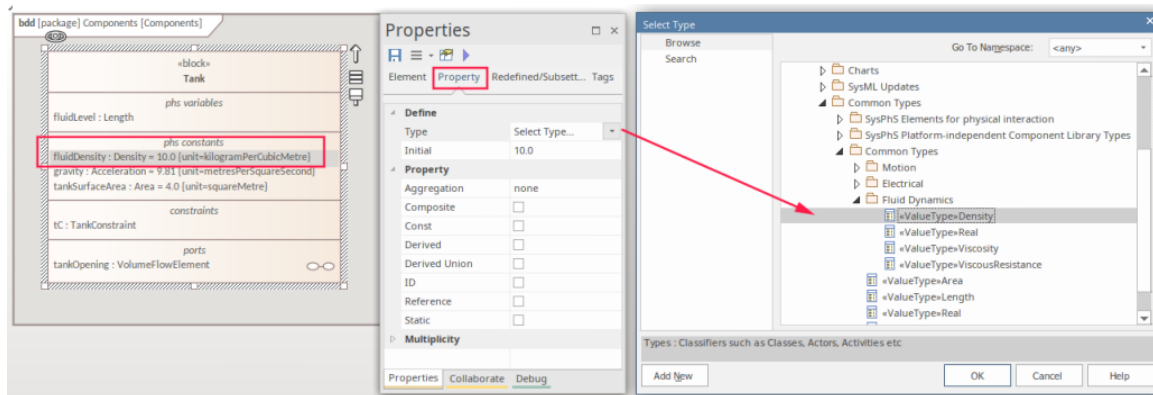 bdd [package] Components [Components]
«block»
Tank
phs variables
fluidLevel : Length
phs constants
fluidDensity : Density = 10.0 {unit=kilogramPerCubicMetre}
gravity : Acceleration = 9.81 {unit=metresPerSquareSecond}
tankSurfaceArea : Area = 4.0 {unit=squareMetre}
constraints
tC : TankConstraint
ports
tankOpening : VolumeFlowElement
Properties
Element Property Redefined/Subsett... Tags
Define
Type Select Type...
Initial 10.0
Property
Aggregation none
Composite
Const
Derived
Derived Union
ID
Reference
Static
Multiplicity
Properties Collaborate Debug
Select Type
Browse
Search
Go To Namespace: <any>
Charts
SysML Updates
Common Types
SysPhS Elements for physical interaction
SysPhS Platform-independent Component Library Types
Common Types
Motion
Electrical
Fluid Dynamics
«ValueType»Density
«ValueType»Real
«ValueType»Viscosity
«ValueType»ViscousResistance
«ValueType»Area
«ValueType»Length
«ValueType»Real
Types : Classifiers such as Classes, Actors, Activities etc
Add New OK Cancel Help